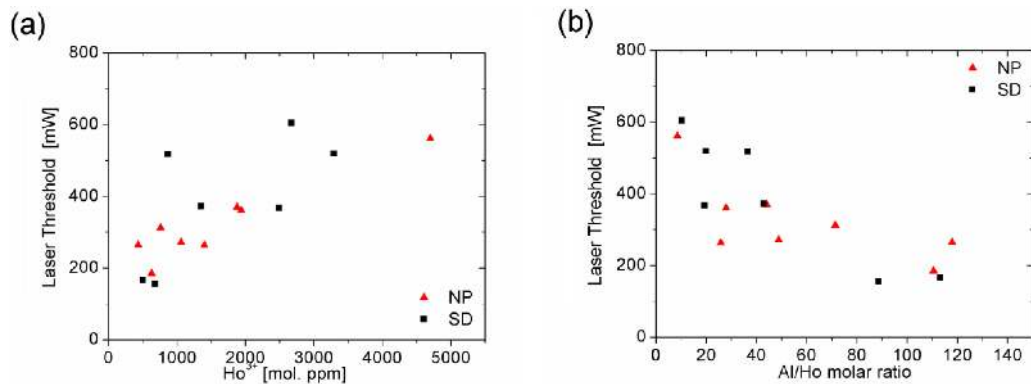 (a)
800
600
400
200
0
Laser Threshold [mW]
NP
SD
0 1000 2000 3000 4000 5000
Ho3+ [mol. ppm]
(b)
800
600
400
200
0
Laser Threshold [mW]
NP
SD
0 20 40 60 80 100 120 140
Al/Ho molar ratio